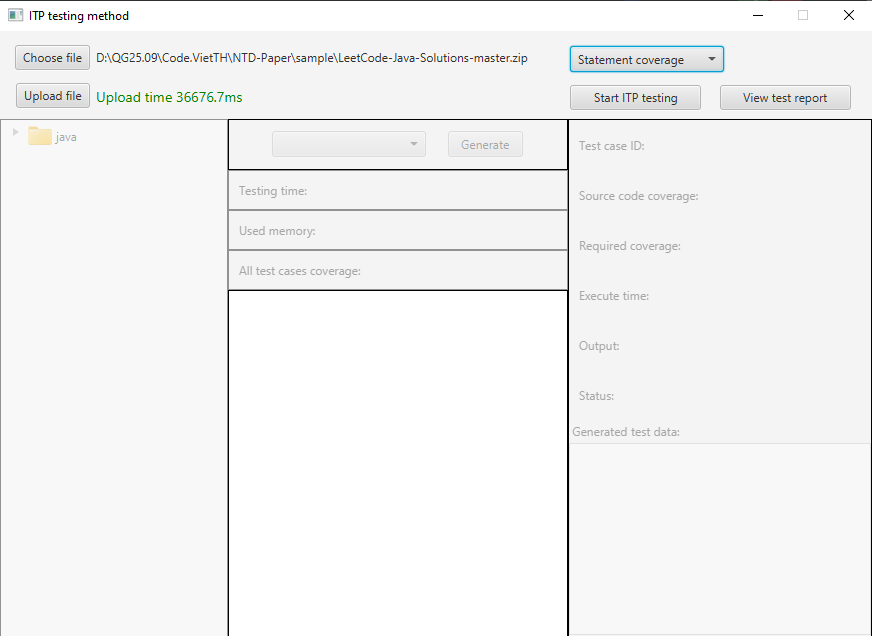 ITP testing method
Choose file
D:\QG25.09\Code.VietTH\NTD-Paper\sample\LeetCode-Java-Solutions-master.zip
Statement coverage
Upload file
Upload time 36676.7ms
Start ITP testing
View test report
java
Generate
Testing time:
Used memory:
All test cases coverage:
Test case ID:
Source code coverage:
Required coverage:
Execute time:
Output:
Status:
Generated test data: